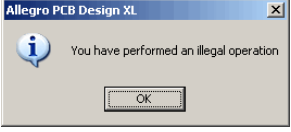 Allegro PCB Design XL
You have performed an illegal operation
OK